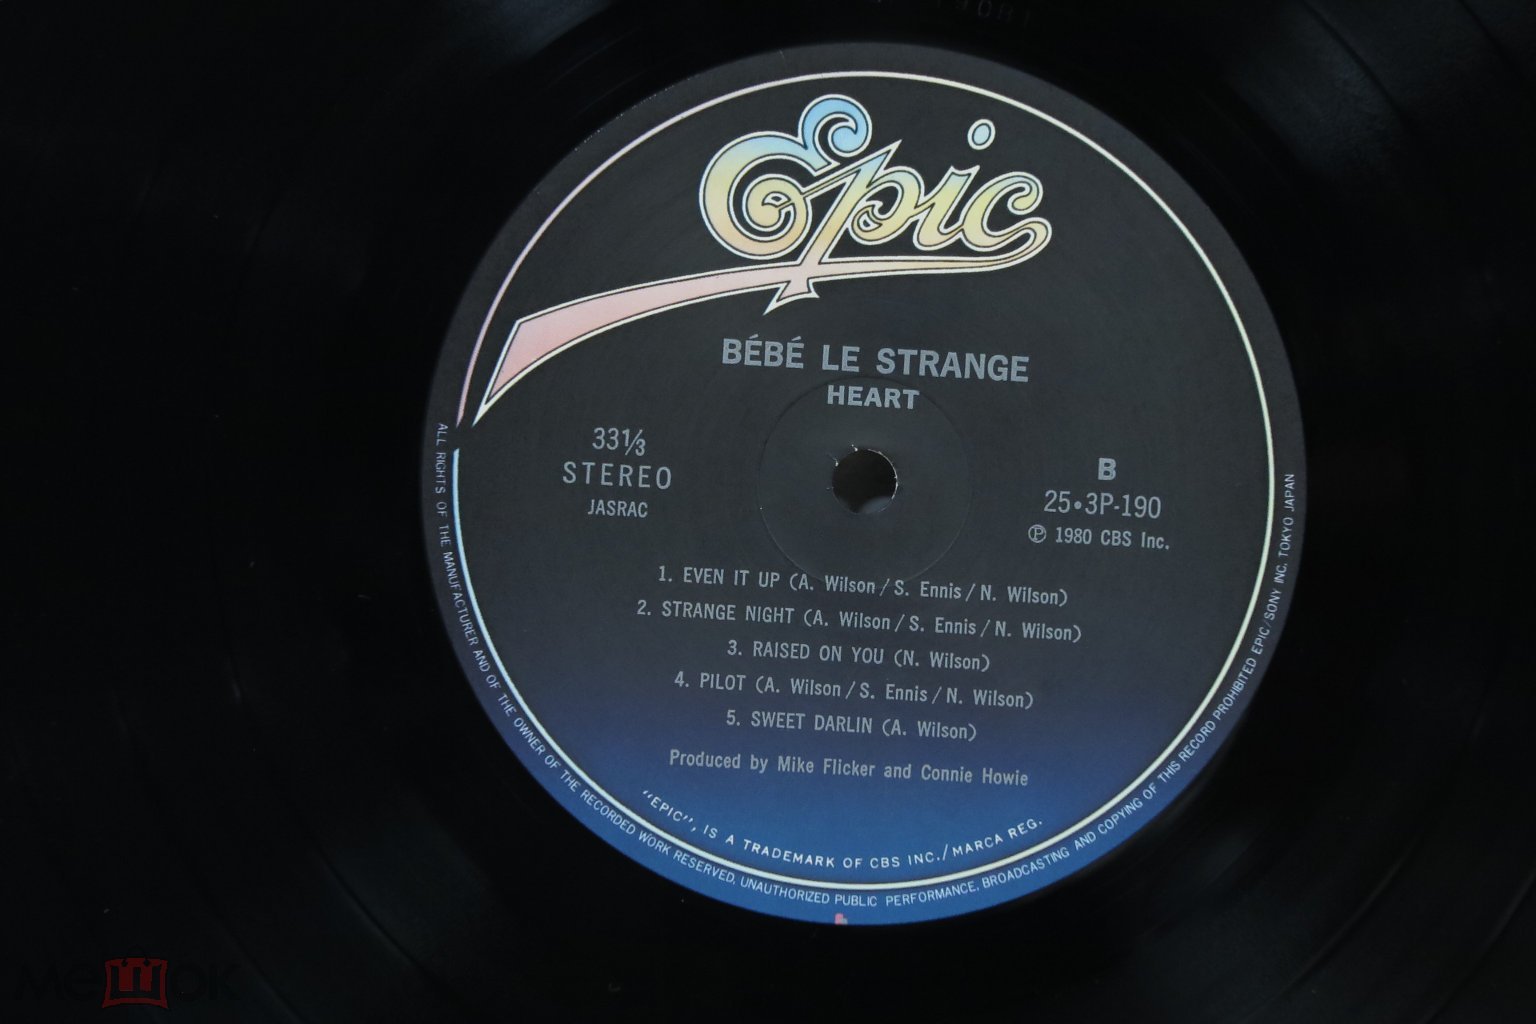 Epic
BÉBÉ LE STRANGE
HEART
33⅓
STEREO
JASRAC
B
25•3P-190
℗ 1980 CBS Inc.
1. EVEN IT UP (A. Wilson/S. Ennis/N. Wilson)
2. STRANGE NIGHT (A. Wilson/S. Ennis/N. Wilson)
3. RAISED ON YOU (N. Wilson)
4. PILOT (A. Wilson/S. Ennis/N. Wilson)
5. SWEET DARLIN (A. Wilson)
Produced by Mike Flicker and Connie Howie
"EPIC", IS A TRADEMARK OF CBS INC./MARCA REG.
ALL RIGHTS OF THE MANUFACTURER AND OF THE OWNER OF THE RECORDED WORK RESERVED, UNAUTHORIZED PUBLIC PERFORMANCE, BROADCASTING AND COPYING OF THIS RECORD PROHIBITED EPIC/SONY INC. TOKYO JAPAN
мешок